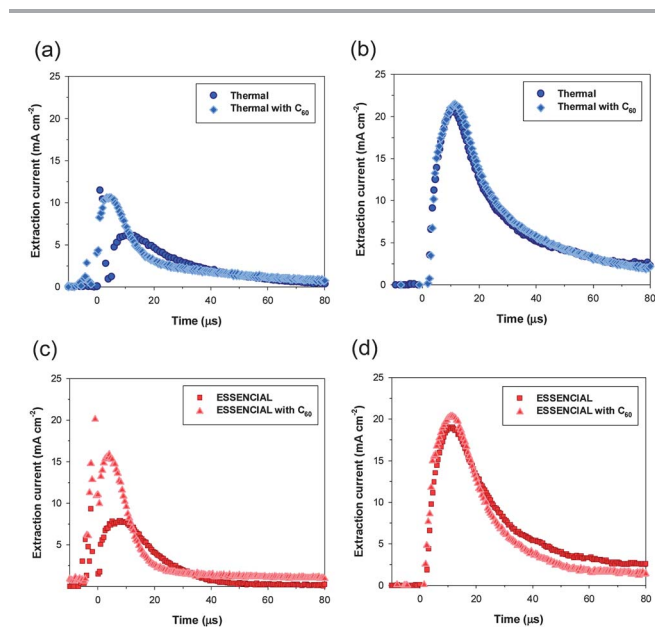 (a)
Thermal
Thermal with C60
Extraction current (mA cm-2)
25
20
15
10
5
0
0
20
40
60
80
Time (µs)
(b)
Thermal
Thermal with C60
Extraction current (mA cm-2)
25
20
15
10
5
0
0
20
40
60
80
Time (µs)
(c)
ESSENCIAL
ESSENCIAL with C60
Extraction current (mA cm-2)
25
20
15
10
5
0
20
40
60
80
Time (µs)
(d)
ESSENCIAL
ESSENCIAL with C60
Extraction current (mA cm-2)
25
20
15
10
5
0
0
20
40
60
80
Time (µs)